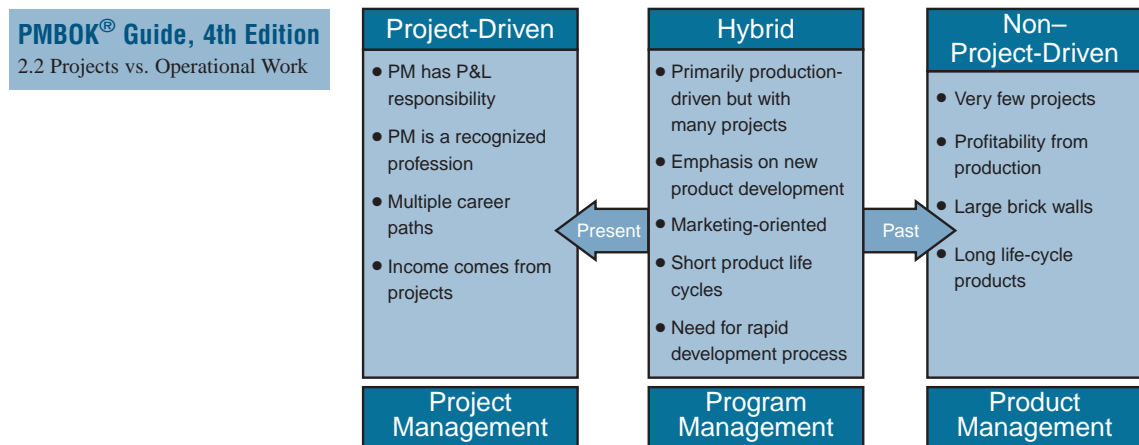 PMBOK® Guide, 4th Edition
2.2 Projects vs. Operational Work
Project-Driven
• PM has P&L
responsibility
• PM is a recognized
profession
• Multiple career
paths
• Income comes from
projects
Project
Management
Present
Hybrid
• Primarily production-
driven but with
many projects
• Emphasis on new
product development
• Marketing-oriented
• Short product life
cycles
• Need for rapid
development process
Program
Management
Past
Non–
Project-Driven
• Very few projects
• Profitability from
production
• Large brick walls
• Long life-cycle
products
Product
Management